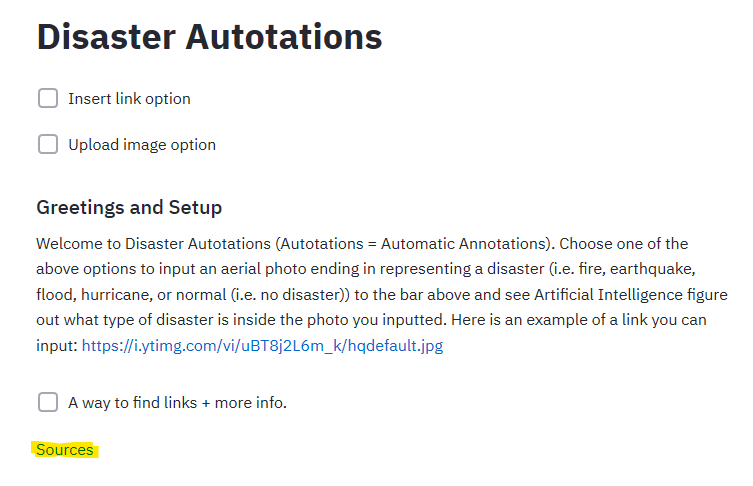 Disaster Autotations
Insert link option
Upload image option
Greetings and Setup
Welcome to Disaster Autotations (Autotations = Automatic Annotations). Choose one of the
above options to input an aerial photo ending in representing a disaster (i.e. fire, earthquake,
flood, hurricane, or normal (i.e. no disaster)) to the bar above and see Artificial Intelligence figure
out what type of disaster is inside the photo you inputted. Here is an example of a link you can
input: https://i.ytimg.com/vi/uBT8j2L6m_k/hqdefault.jpg
A way to find links + more info.
Sources